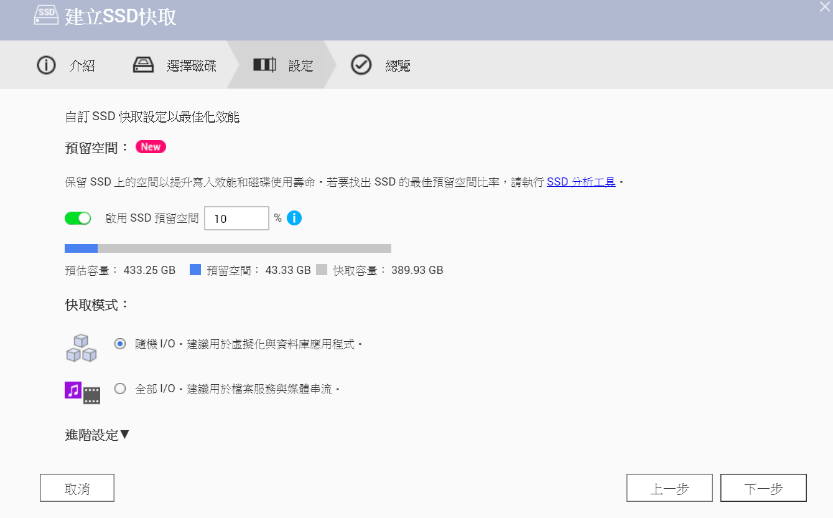 SSD 建立SSD快取
介紹 選擇磁碟 設定 總覽
自訂 SSD 快取設定以最佳化效能
預留空間： New
保留 SSD 上的空間以提升寫入效能和磁碟使用壽命。若要找出 SSD 的最佳預留空間比率，請執行 SSD 分析工具。
啟用 SSD 預留空間 10 %
預估容量： 433.25 GB 預留空間： 43.33 GB 快取容量： 389.93 GB
快取模式：
隨機 I/O。建議用於虛擬化與資料庫應用程式。
全部 I/O。建議用於檔案服務與媒體串流。
進階設定▼
取消 上一步 下一步